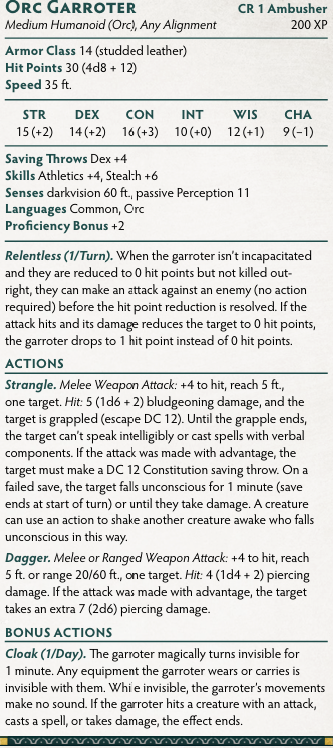 Orc Garroter CR 1 Ambusher
Medium Humanoid (Orc), Any Alignment 200 XP
Armor Class 14 (studded leather)
Hit Points 30 (4d8 + 12)
Speed 35 ft.
STR DEX CON INT WIS CHA
15 (+2) 14 (+2) 16 (+3) 10 (+0) 12 (+1) 9 (−1)
Saving Throws Dex +4
Skills Athletics +4, Stealth +6
Senses darkvision 60 ft., passive Perception 11
Languages Common, Orc
Proficiency Bonus +2
Relentless (1/Turn). When the garroter isn't incapacitated
and they are reduced to 0 hit points but not killed out-
right, they can make an attack against an enemy (no action
required) before the hit point reduction is resolved. If the
attack hits and its damage reduces the target to 0 hit points,
the garroter drops to 1 hit point instead of 0 hit points.
ACTIONS
Strangle. Melee Weapon Attack: +4 to hit, reach 5 ft.,
one target. Hit: 5 (1d6 + 2) bludgeoning damage, and the
target is grappled (escape DC 12). Until the grapple ends,
the target can't speak intelligibly or cast spells with verbal
components. If the attack was made with advantage, the
target must make a DC 12 Constitution saving throw. On a
failed save, the target falls unconscious for 1 minute (save
ends at start of turn) or until they take damage. A creature
can use an action to shake another creature awake who falls
unconscious in this way.
Dagger. Melee or Ranged Weapon Attack: +4 to hit, reach
5 ft. or range 20/60 ft., one target. Hit: 4 (1d4 + 2) piercing
damage. If the attack was made with advantage, the target
takes an extra 7 (2d6) piercing damage.
BONUS ACTIONS
Cloak (1/Day). The garroter magically turns invisible for
1 minute. Any equipment the garroter wears or carries is
invisible with them. While invisible, the garroter's movements
make no sound. If the garroter hits a creature with an attack,
casts a spell, or takes damage, the effect ends.